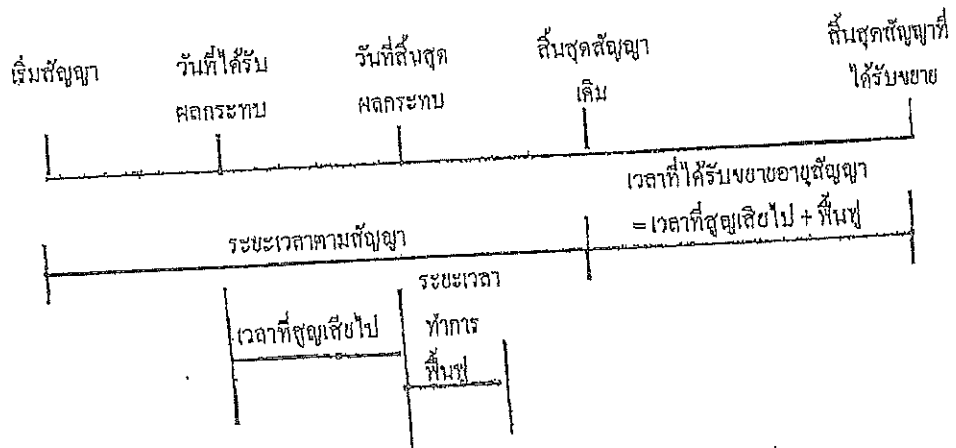 เริ่มสัญญา
วันที่ได้รับ
ผลกระทบ
วันที่สิ้นสุด
ผลกระทบ
สิ้นสุดสัญญา
เดิม
สิ้นสุดสัญญาที่
ได้รับขยาย
เวลาที่ได้รับขยายอายุสัญญา
=เวลาที่สูญเสียไป + ฟื้นฟู
ระยะเวลาตามสัญญา
เวลาที่สูญเสียไป
ระยะเวลา
ทำการ
ฟื้นฟู